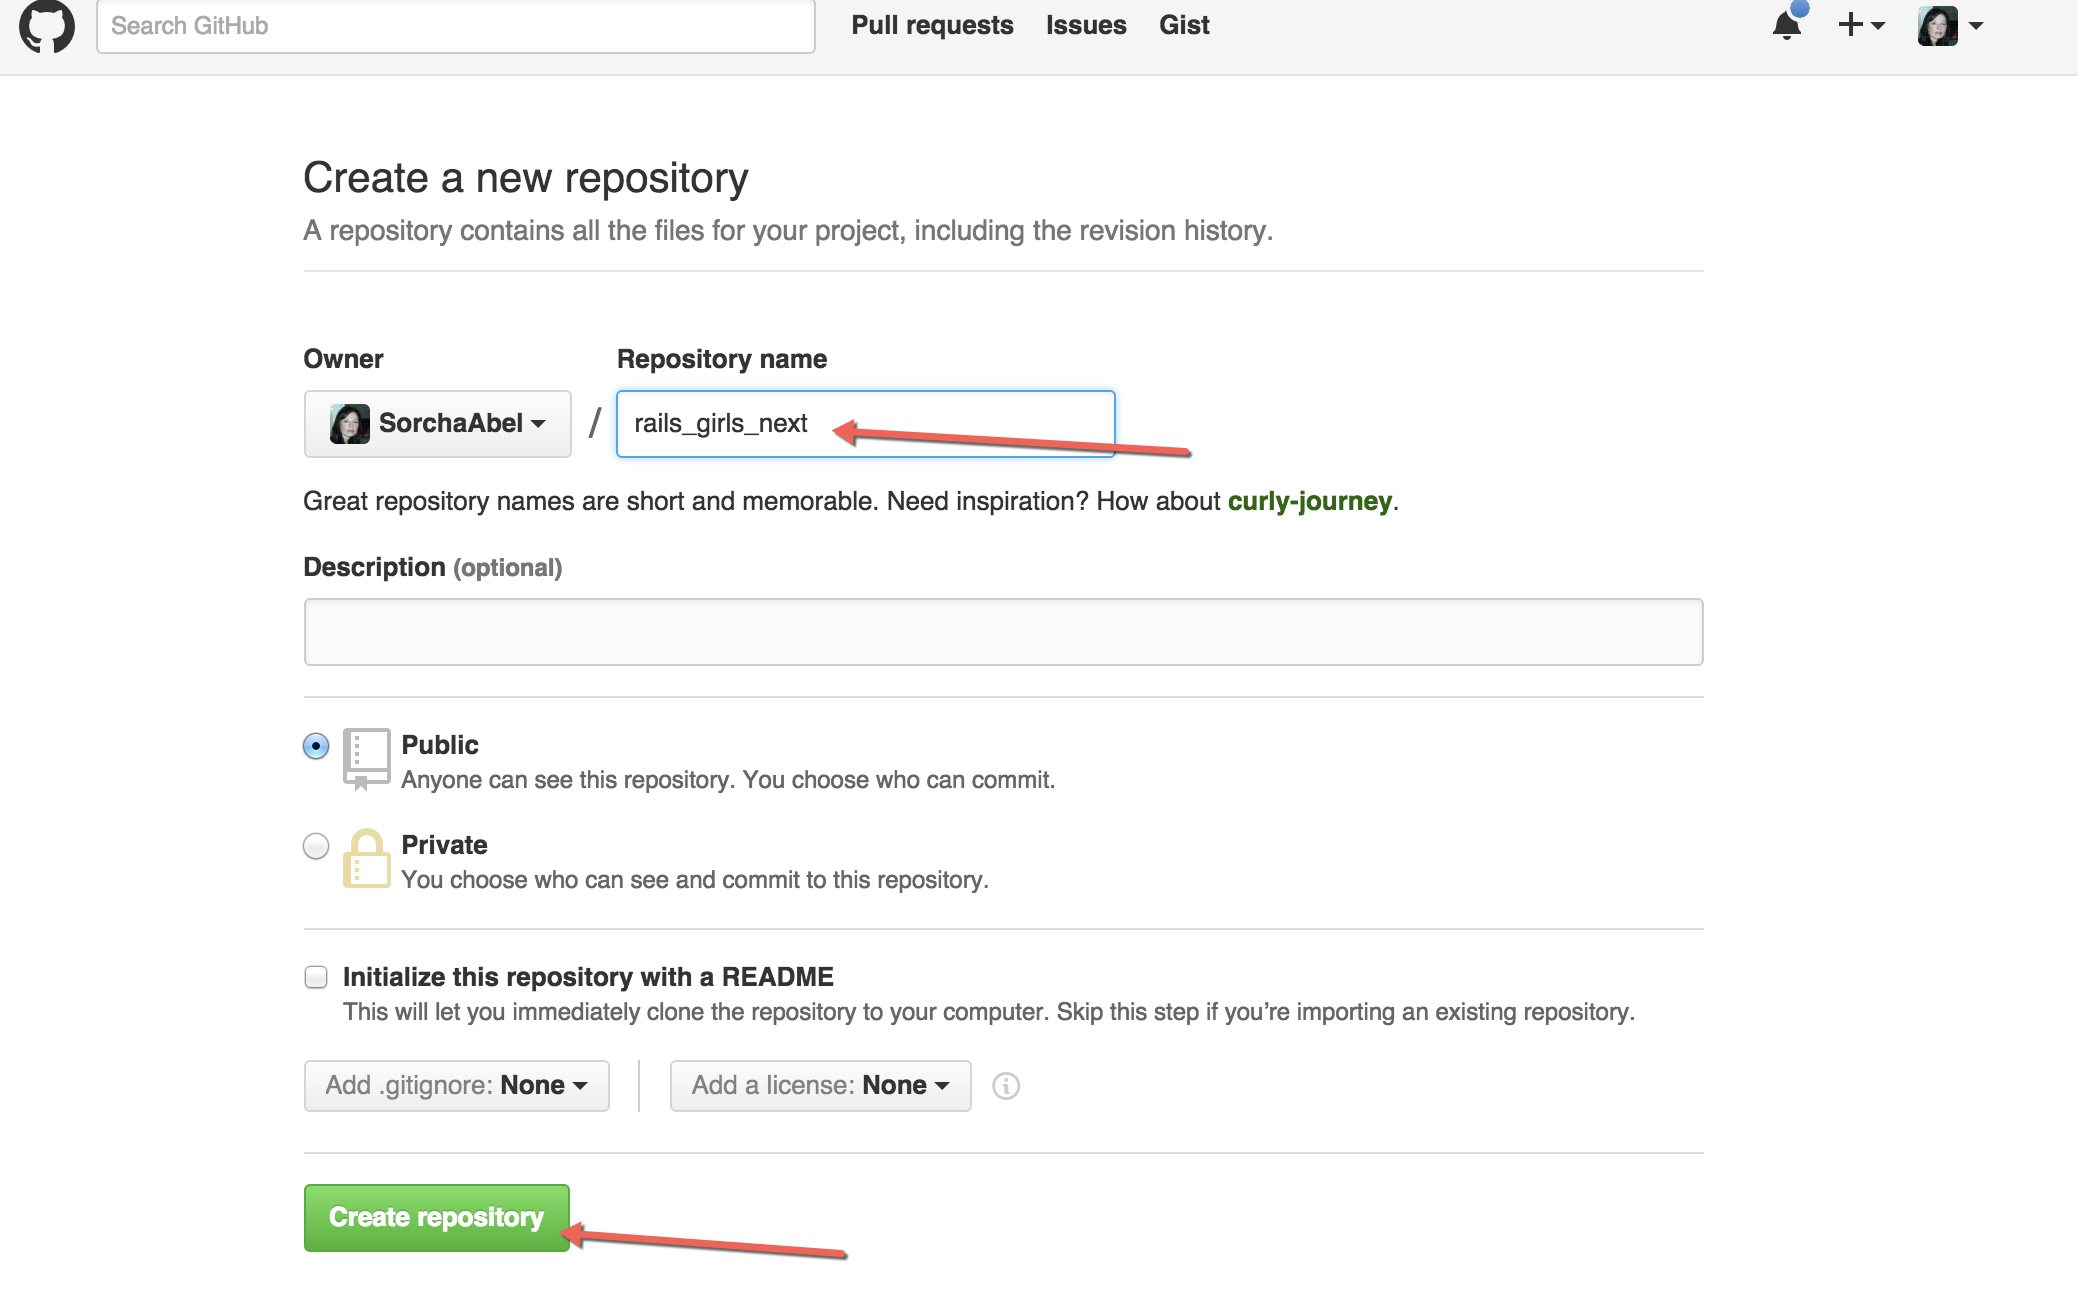 Search GitHub Pull requests Issues Gist
Create a new repository
A repository contains all the files for your project, including the revision history.
Owner Repository name
SorchaAbel / rails_girls_next
Great repository names are short and memorable. Need inspiration? How about curly-journey.
Description (optional)
Public
Anyone can see this repository. You choose who can commit.
Private
You choose who can see and commit to this repository.
Initialize this repository with a README
This will let you immediately clone the repository to your computer. Skip this step if you’re importing an existing repository.
Add .gitignore: None Add a license: None
Create repository